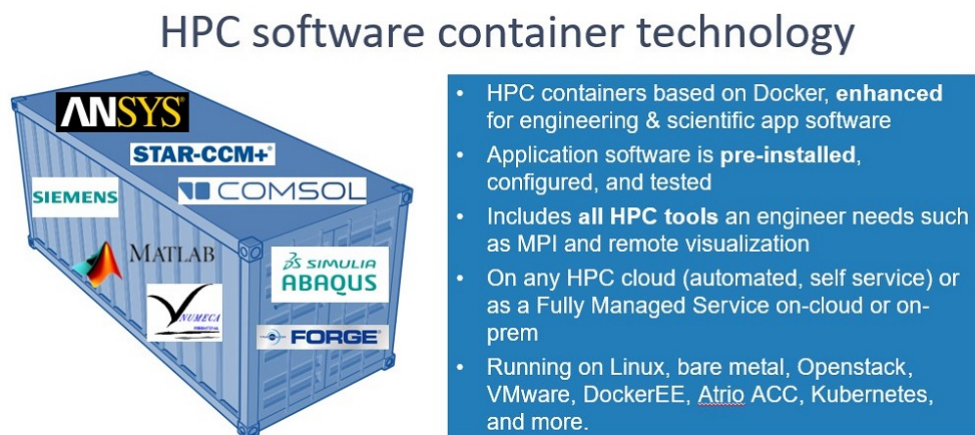 HPC software container technology
ANSYS®
STAR-CCM+®
SIEMENS
COMSOL
MATLAB
NUMECA
INTERNATIONAL
SIMULIA
ABAQUS
FORGE®
• HPC containers based on Docker, enhanced
for engineering & scientific app software
• Application software is pre-installed,
configured, and tested
• Includes all HPC tools an engineer needs such
as MPI and remote visualization
• On any HPC cloud (automated, self service) or
as a Fully Managed Service on-cloud or on-
prem
• Running on Linux, bare metal, Openstack,
VMware, DockerEE, Atrio ACC, Kubernetes,
and more.